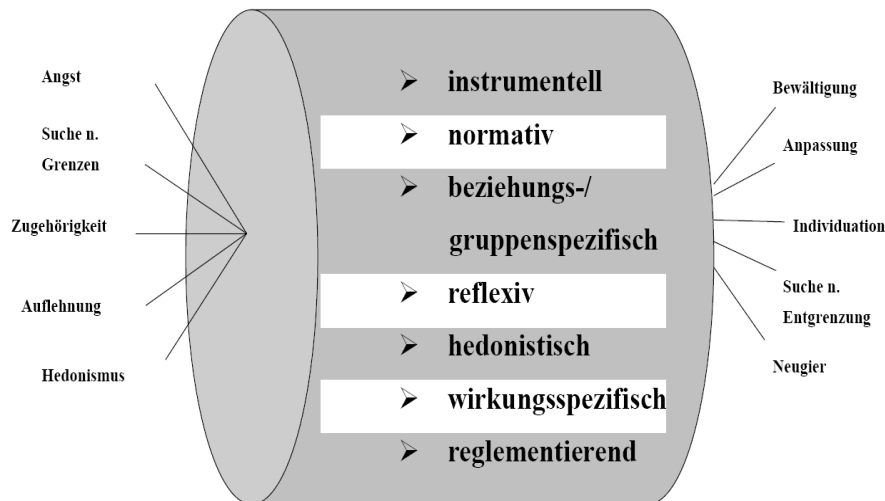 Angst
Suche n.
Grenzen
Zugehörigkeit
Auflehnung
Hedonismus
➢ instrumentell
➢ normativ
➢ beziehungs-/
gruppenspezifisch
➢ reflexiv
➢ hedonistisch
➢ wirkungsspezifisch
➢ reglementierend
Bewältigung
Anpassung
Individuation
Suche n.
Entgrenzung
Neugier